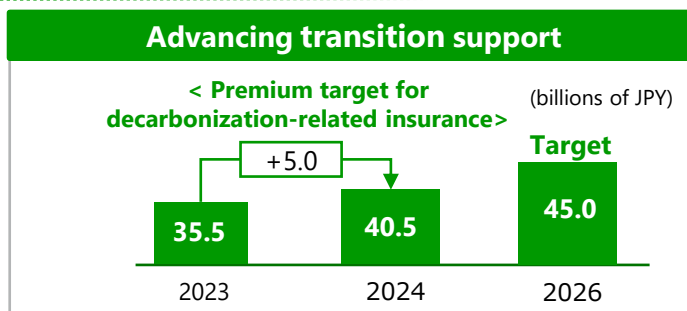 Advancing transition support
< Premium target for
decarbonization-related insurance>
(billions of JPY)
+5.0
Target
35.5
40.5
45.0
2023
2024
2026